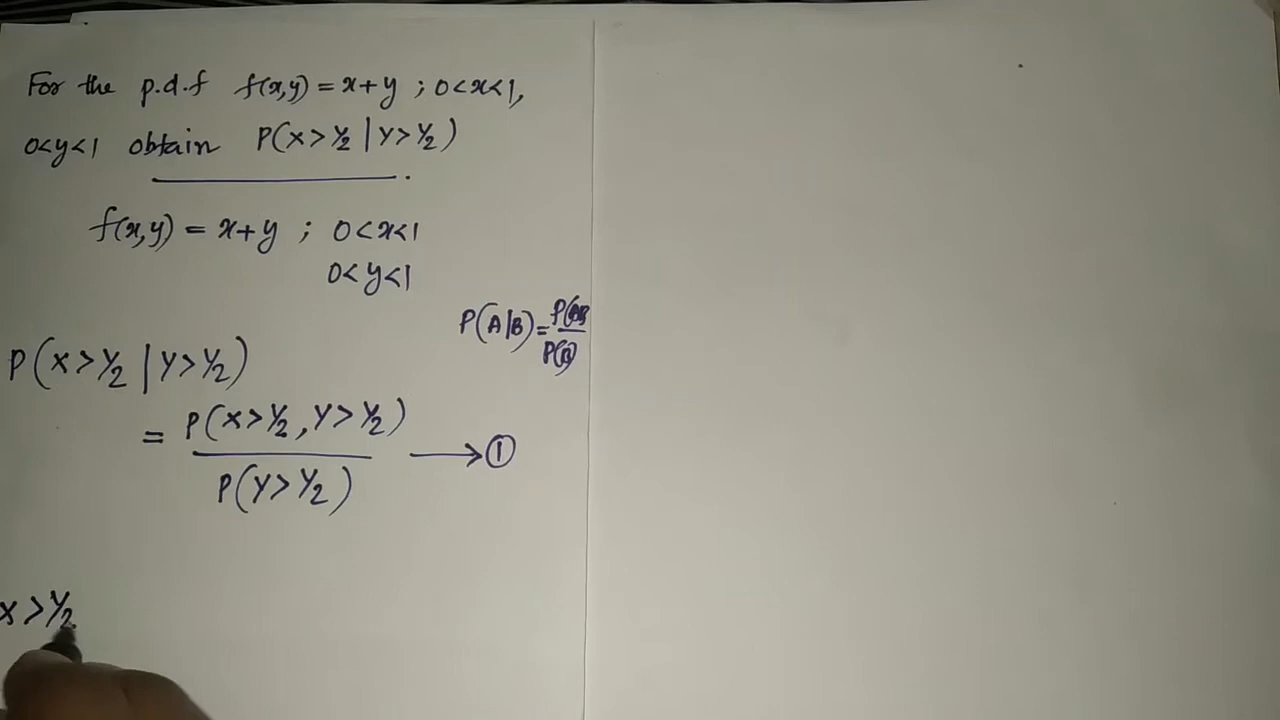 For the p.d.f f(x,y) = x+y ; 0<x<1,
0<y<1 obtain P(X>1/2 | Y>1/2)
f(x,y) = x+y ; 0<x<1
0<y<1
P(A|B) = P(AB)/P(B)
P(X>1/2 | Y>1/2)
= P(X>1/2, Y>1/2)/P(Y>1/2) → ①
X>1/2